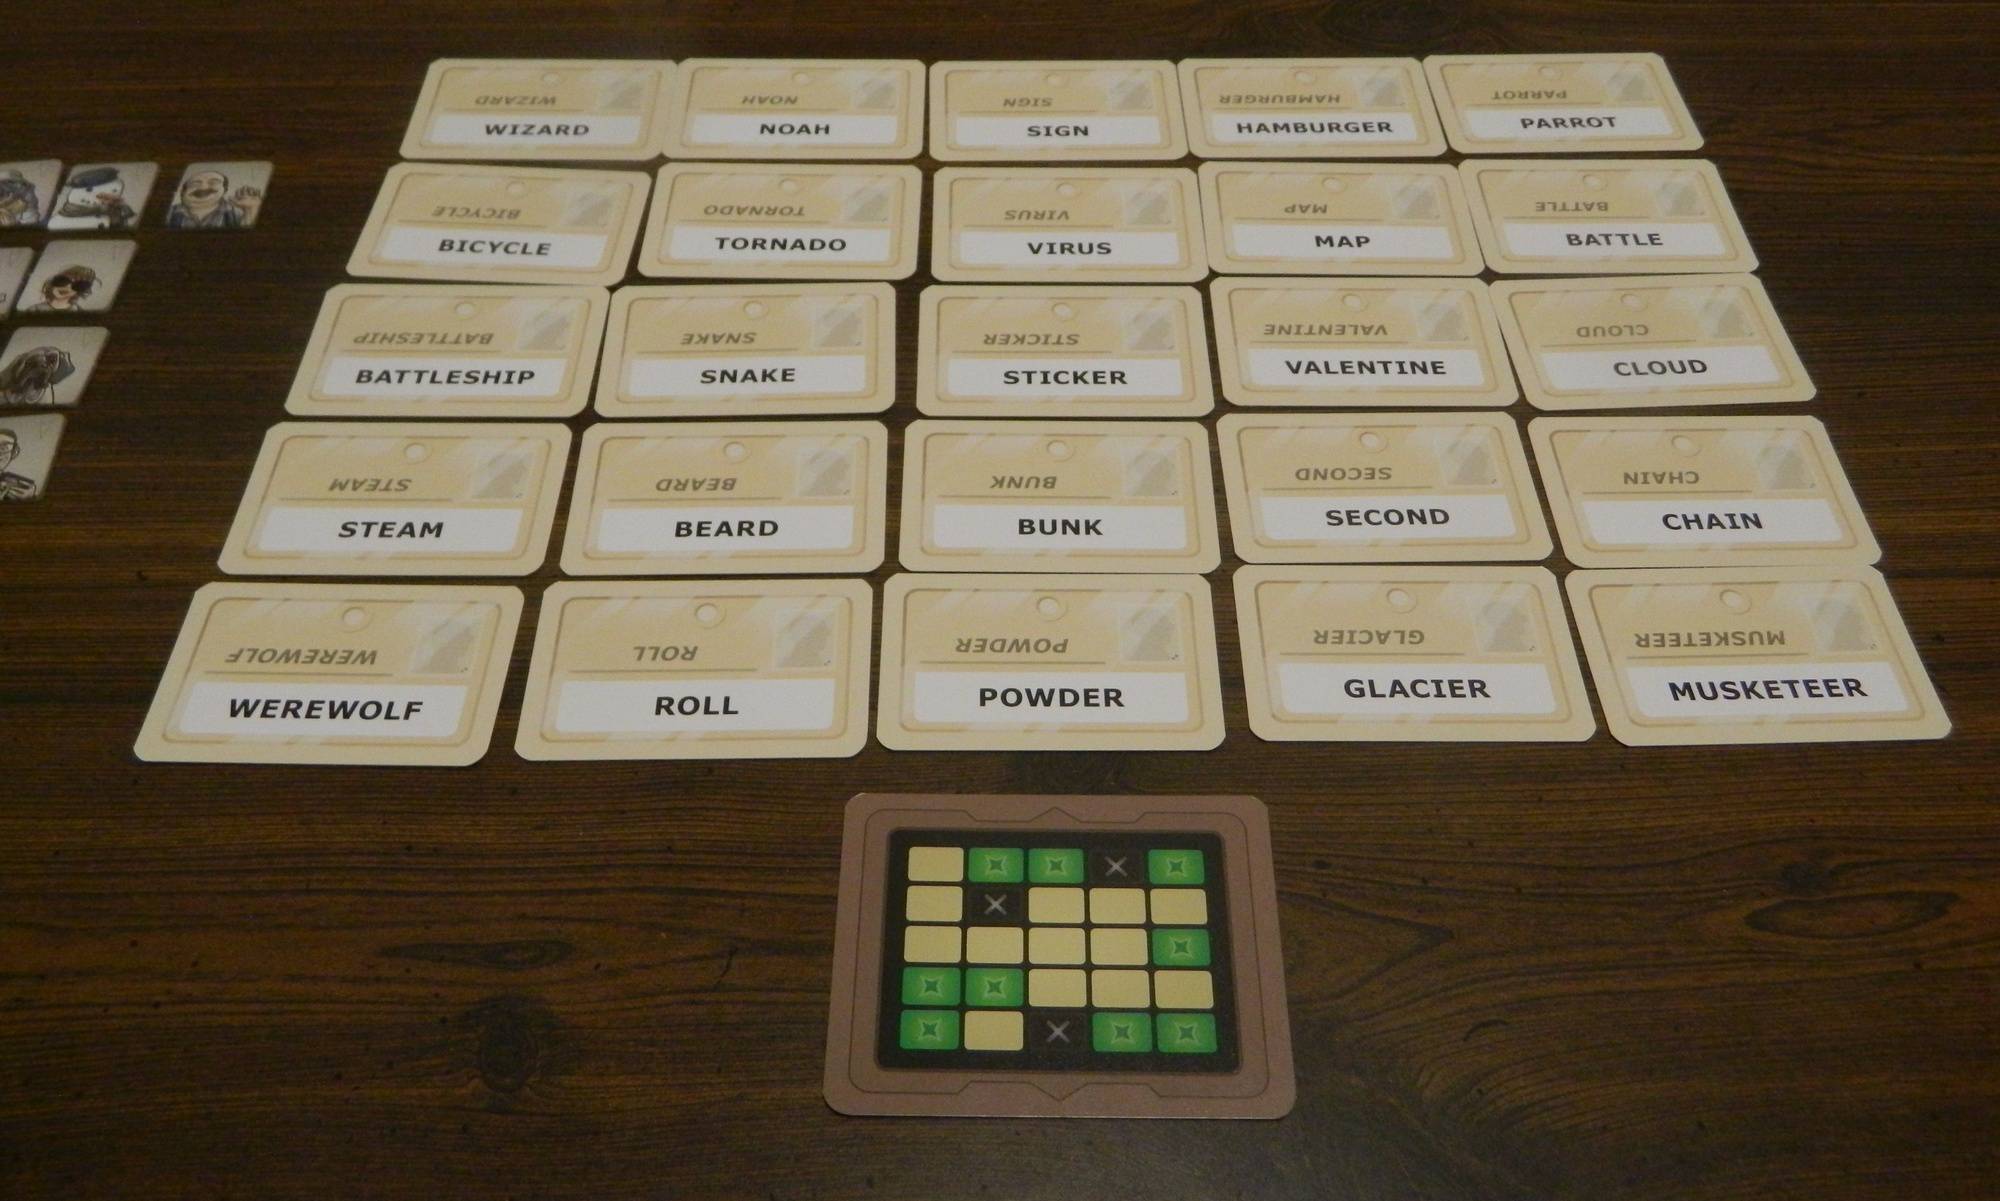 WIZARD NOAH SIGN HAMBURGER PARROT
WIZARD NOAH SIGN HAMBURGER PARROT
BICYCLE TORNADO VIRUS MAP BATTLE
BICYCLE TORNADO VIRUS MAP BATTLE
BATTLESHIP SNAKE STICKER VALENTINE CLOUD
BATTLESHIP SNAKE STICKER VALENTINE CLOUD
STEAM BEARD BUNK SECOND CHAIN
STEAM BEARD BUNK SECOND CHAIN
WEREWOLF ROLL POWDER GLACIER MUSKETEER
WEREWOLF ROLL POWDER GLACIER MUSKETEER